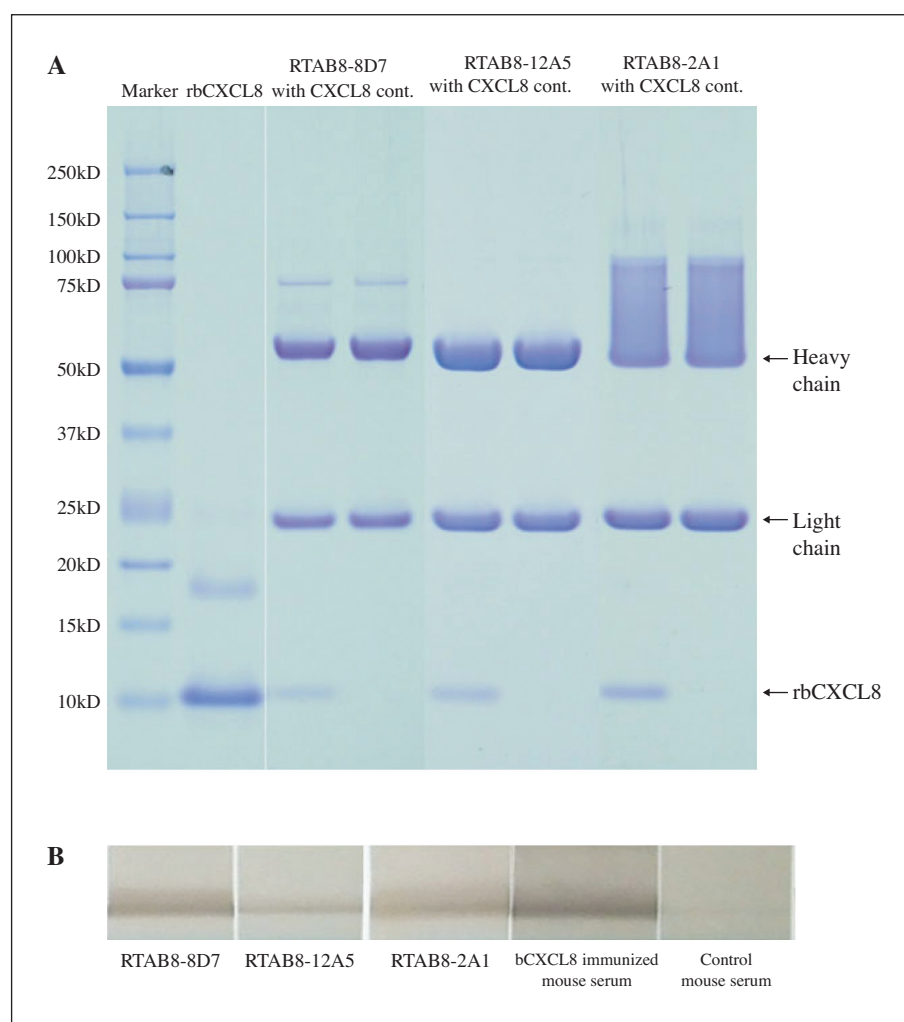 A
Marker rbCXCL8
RTAB8-8D7
with CXCL8 cont.
RTAB8-12A5
with CXCL8 cont.
RTAB8-2A1
with CXCL8 cont.
250kD
150kD
100kD
75kD
50kD
37kD
25kD
20kD
15kD
10kD
Heavy
chain
Light
chain
rbCXCL8
B
RTAB8-8D7
RTAB8-12A5
RTAB8-2A1
bCXCL8 immunized
mouse serum
Control
mouse serum